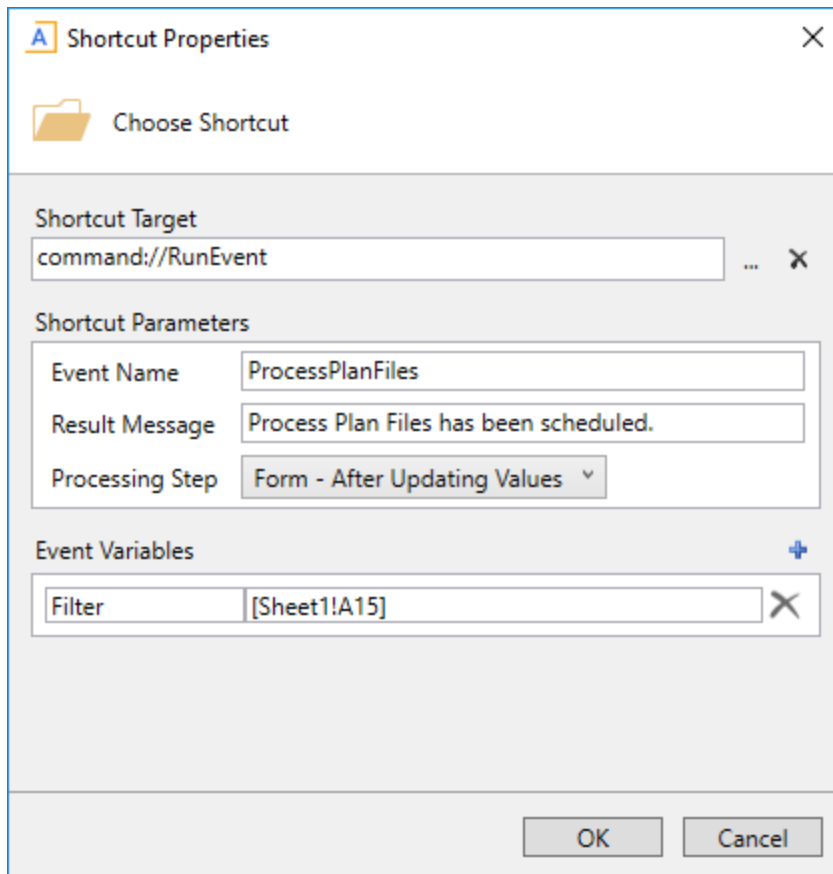 A Shortcut Properties
Choose Shortcut
Shortcut Target
command://RunEvent ...
Shortcut Parameters
Event Name ProcessPlanFiles
Result Message Process Plan Files has been scheduled.
Processing Step Form - After Updating Values
Event Variables
Filter [Sheet1!A15]
OK Cancel